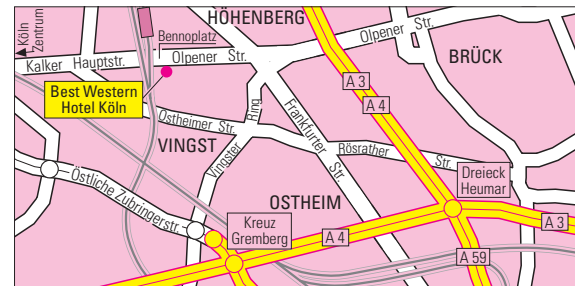 HÖHENBERG
Köln
Zentrum
Bennoplatz
Olpener Str.
Olpener Str.
BRÜCK
Kalker Hauptstr.
Best Western
Hotel Köln
A 3
A 4
Ring
Frankfurter Str.
Ostheimer Str.
VINGST
Vingster
Rösrather Str.
Östliche Zubringerstr.
OSTHEIM
Dreieck
Heumar
Kreuz
Gremberg
A 4
A 3
A 59